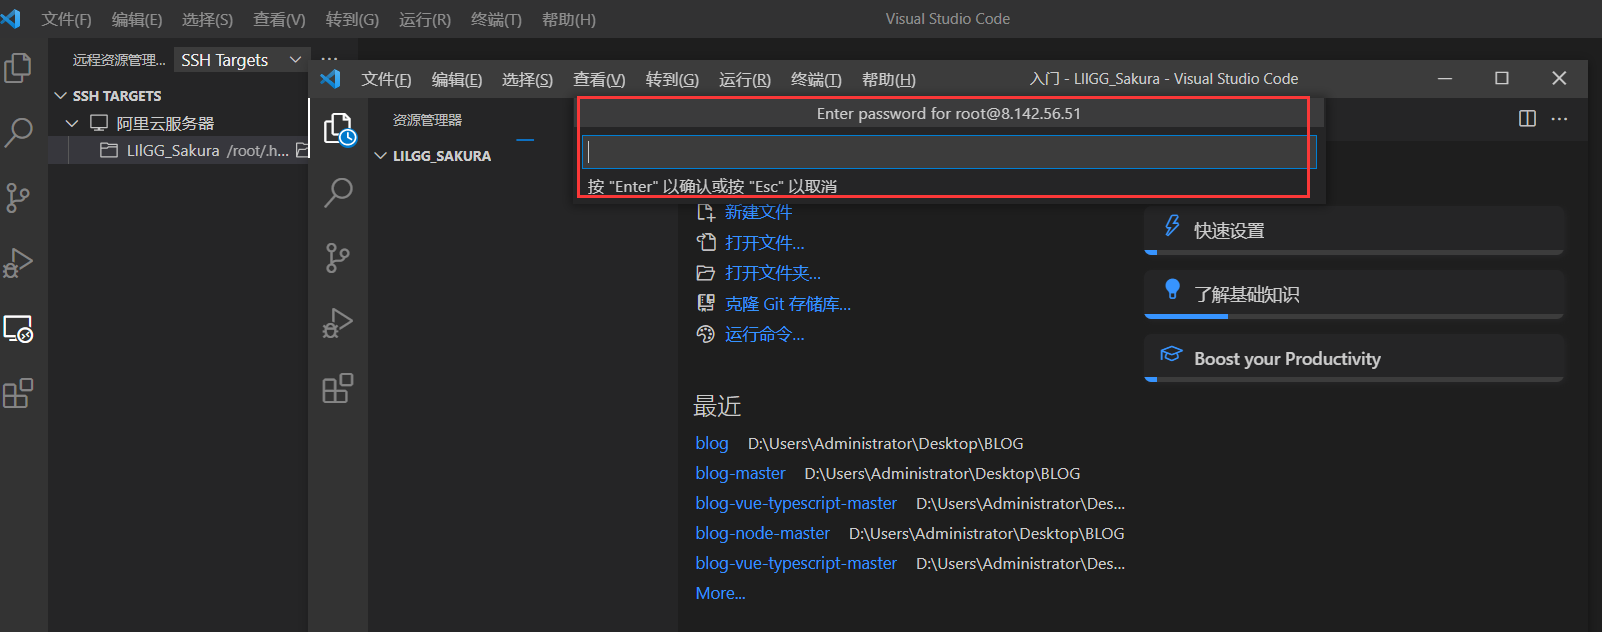 文件(F) 编辑(E) 选择(S) 查看(V) 转到(G) 运行(R) 终端(T) 帮助(H) Visual Studio Code
远程资源管理... SSH Targets
SSH TARGETS
阿里云服务器
LIlGG_Sakura /root/.h...
文件(F) 编辑(E) 选择(S) 查看(V) 转到(G) 运行(R) 终端(T) 帮助(H) 入门 - LIlGG_Sakura - Visual Studio Code
资源管理器
LILGG_SAKURA
Enter password for root@8.142.56.51
按 "Enter" 以确认或按 "Esc" 以取消
新建文件
打开文件...
打开文件夹...
克隆 Git 存储库...
运行命令...
快速设置
了解基础知识
Boost your Productivity
最近
blog D:\Users\Administrator\Desktop\BLOG
blog-master D:\Users\Administrator\Desktop\BLOG
blog-vue-typescript-master D:\Users\Administrator\Des...
blog-node-master D:\Users\Administrator\Desktop\BLOG
blog-vue-typescript-master D:\Users\Administrator\Des...
More...